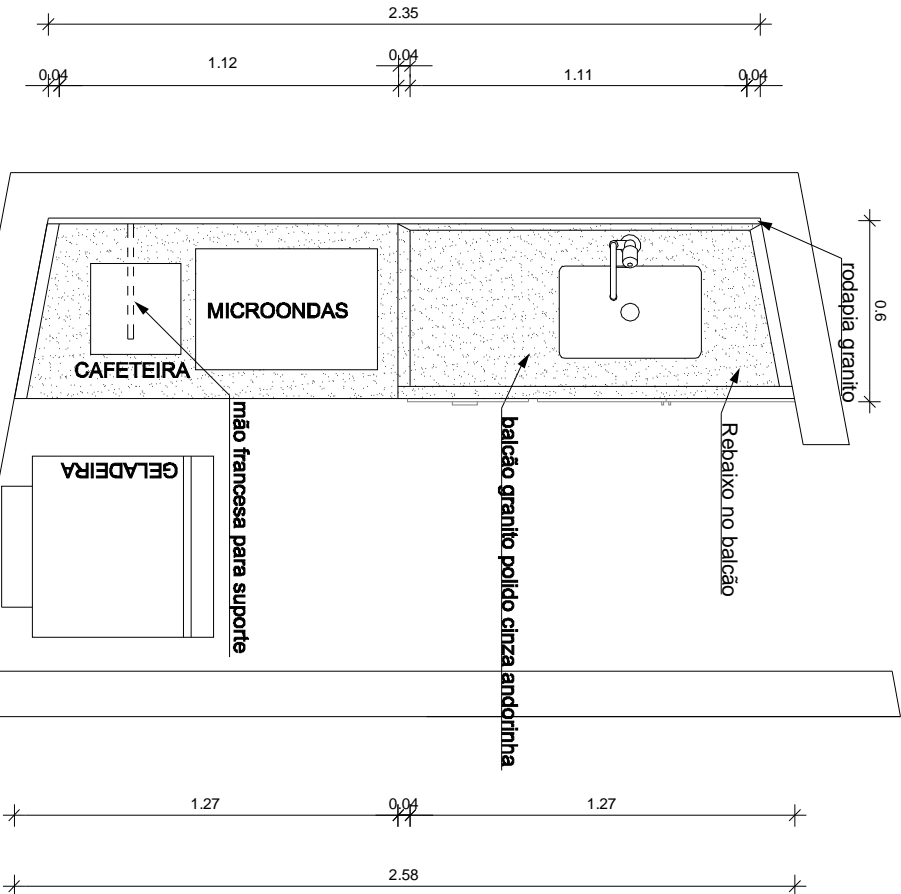 2.35
0.04
1.12
0.04
1.11
0.04
0.6
rodapia granito
MICROONDAS
CAFETEIRA
mão francesa para suporte
balcão granito polido cinza andorinha
Rebaixo no balcão
GELADEIRA
1.27
0.04
1.27
2.58